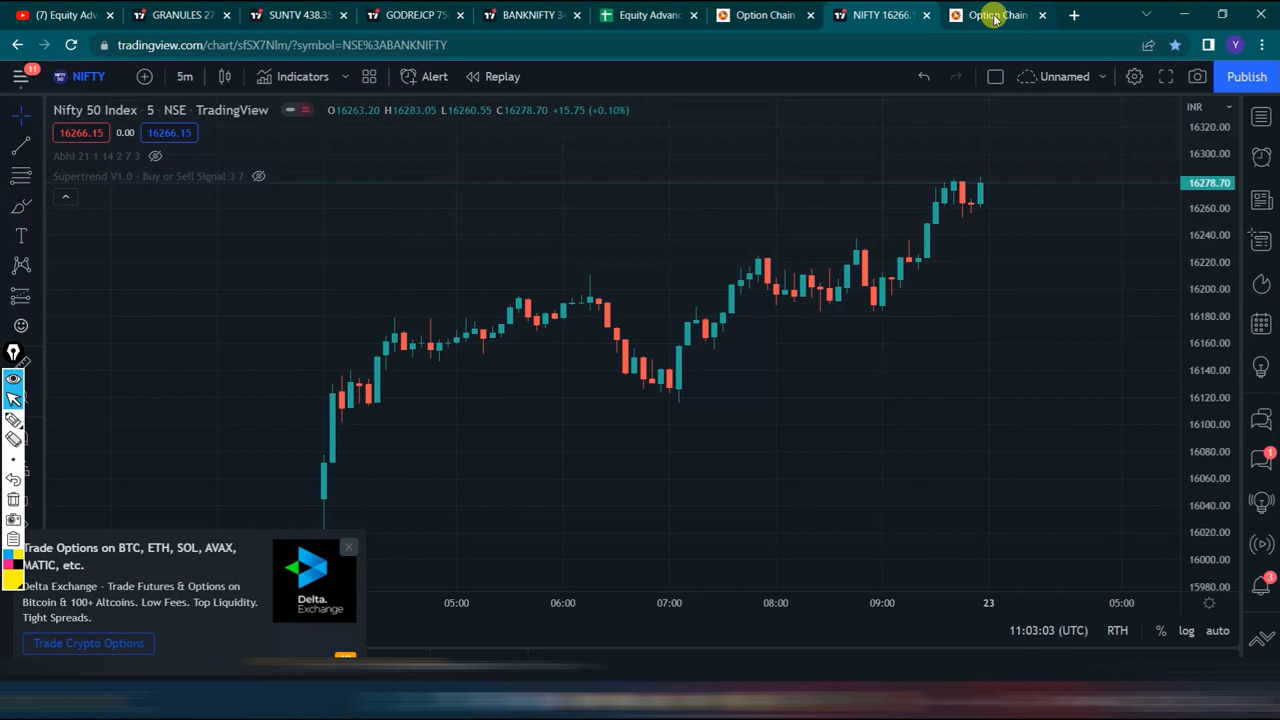 (7) Equity Adv
GRANULES 27
SUNTV 438.35
GODREJCP 75
BANKNIFTY 34
Equity Advanc
Option Chain
NIFTY 16266.1
Option Chain
tradingview.com/chart/sfSX7Nlm/?symbol=NSE%3ABANKNIFTY
Y
11
NIFTY
5m
Indicators
Alert
Replay
Unnamed
Publish
Nifty 50 Index · 5 · NSE · TradingView
O16263.20 H16283.05 L16260.55 C16278.70 +15.75 (+0.10%)
INR
16266.15 0.00 16266.15
Abhi 21 1 14 2 7 3
Supertrend V1.0 - Buy or Sell Signal 3 7
16320.00
16300.00
16278.70
16260.00
16240.00
16220.00
16200.00
16180.00
16160.00
16140.00
16120.00
16100.00
16080.00
16060.00
16040.00
16020.00
16000.00
15980.00
1
3
Trade Options on BTC, ETH, SOL, AVAX,
MATIC, etc.
Delta Exchange - Trade Futures & Options on
Bitcoin & 100+ Altcoins. Low Fees. Top Liquidity.
Tight Spreads.
Trade Crypto Options
Delta.
Exchange
05:00
06:00
07:00
08:00
09:00
23
05:00
11:03:03 (UTC)
RTH
%
log
auto